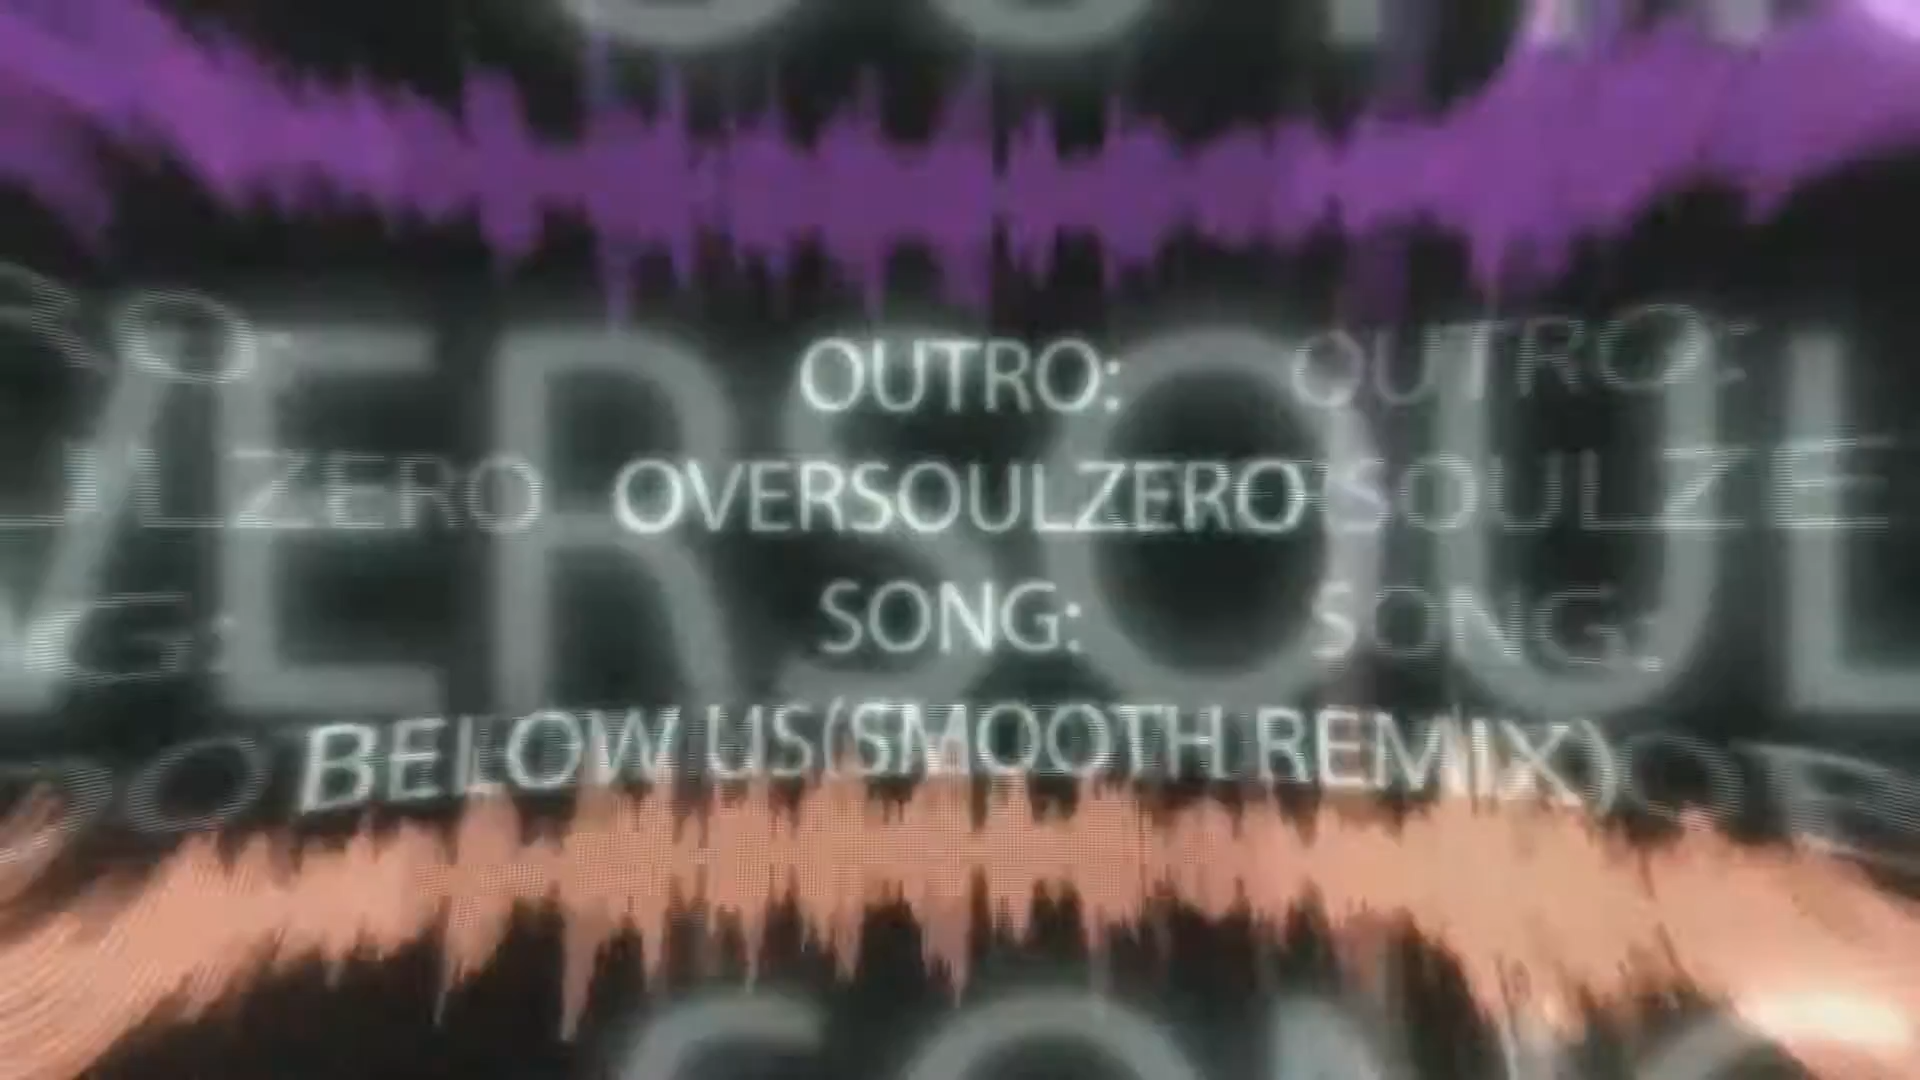 OUTRO:
OVERSOULZERO
SONG:
BELOW US(SMOOTH REMIX)